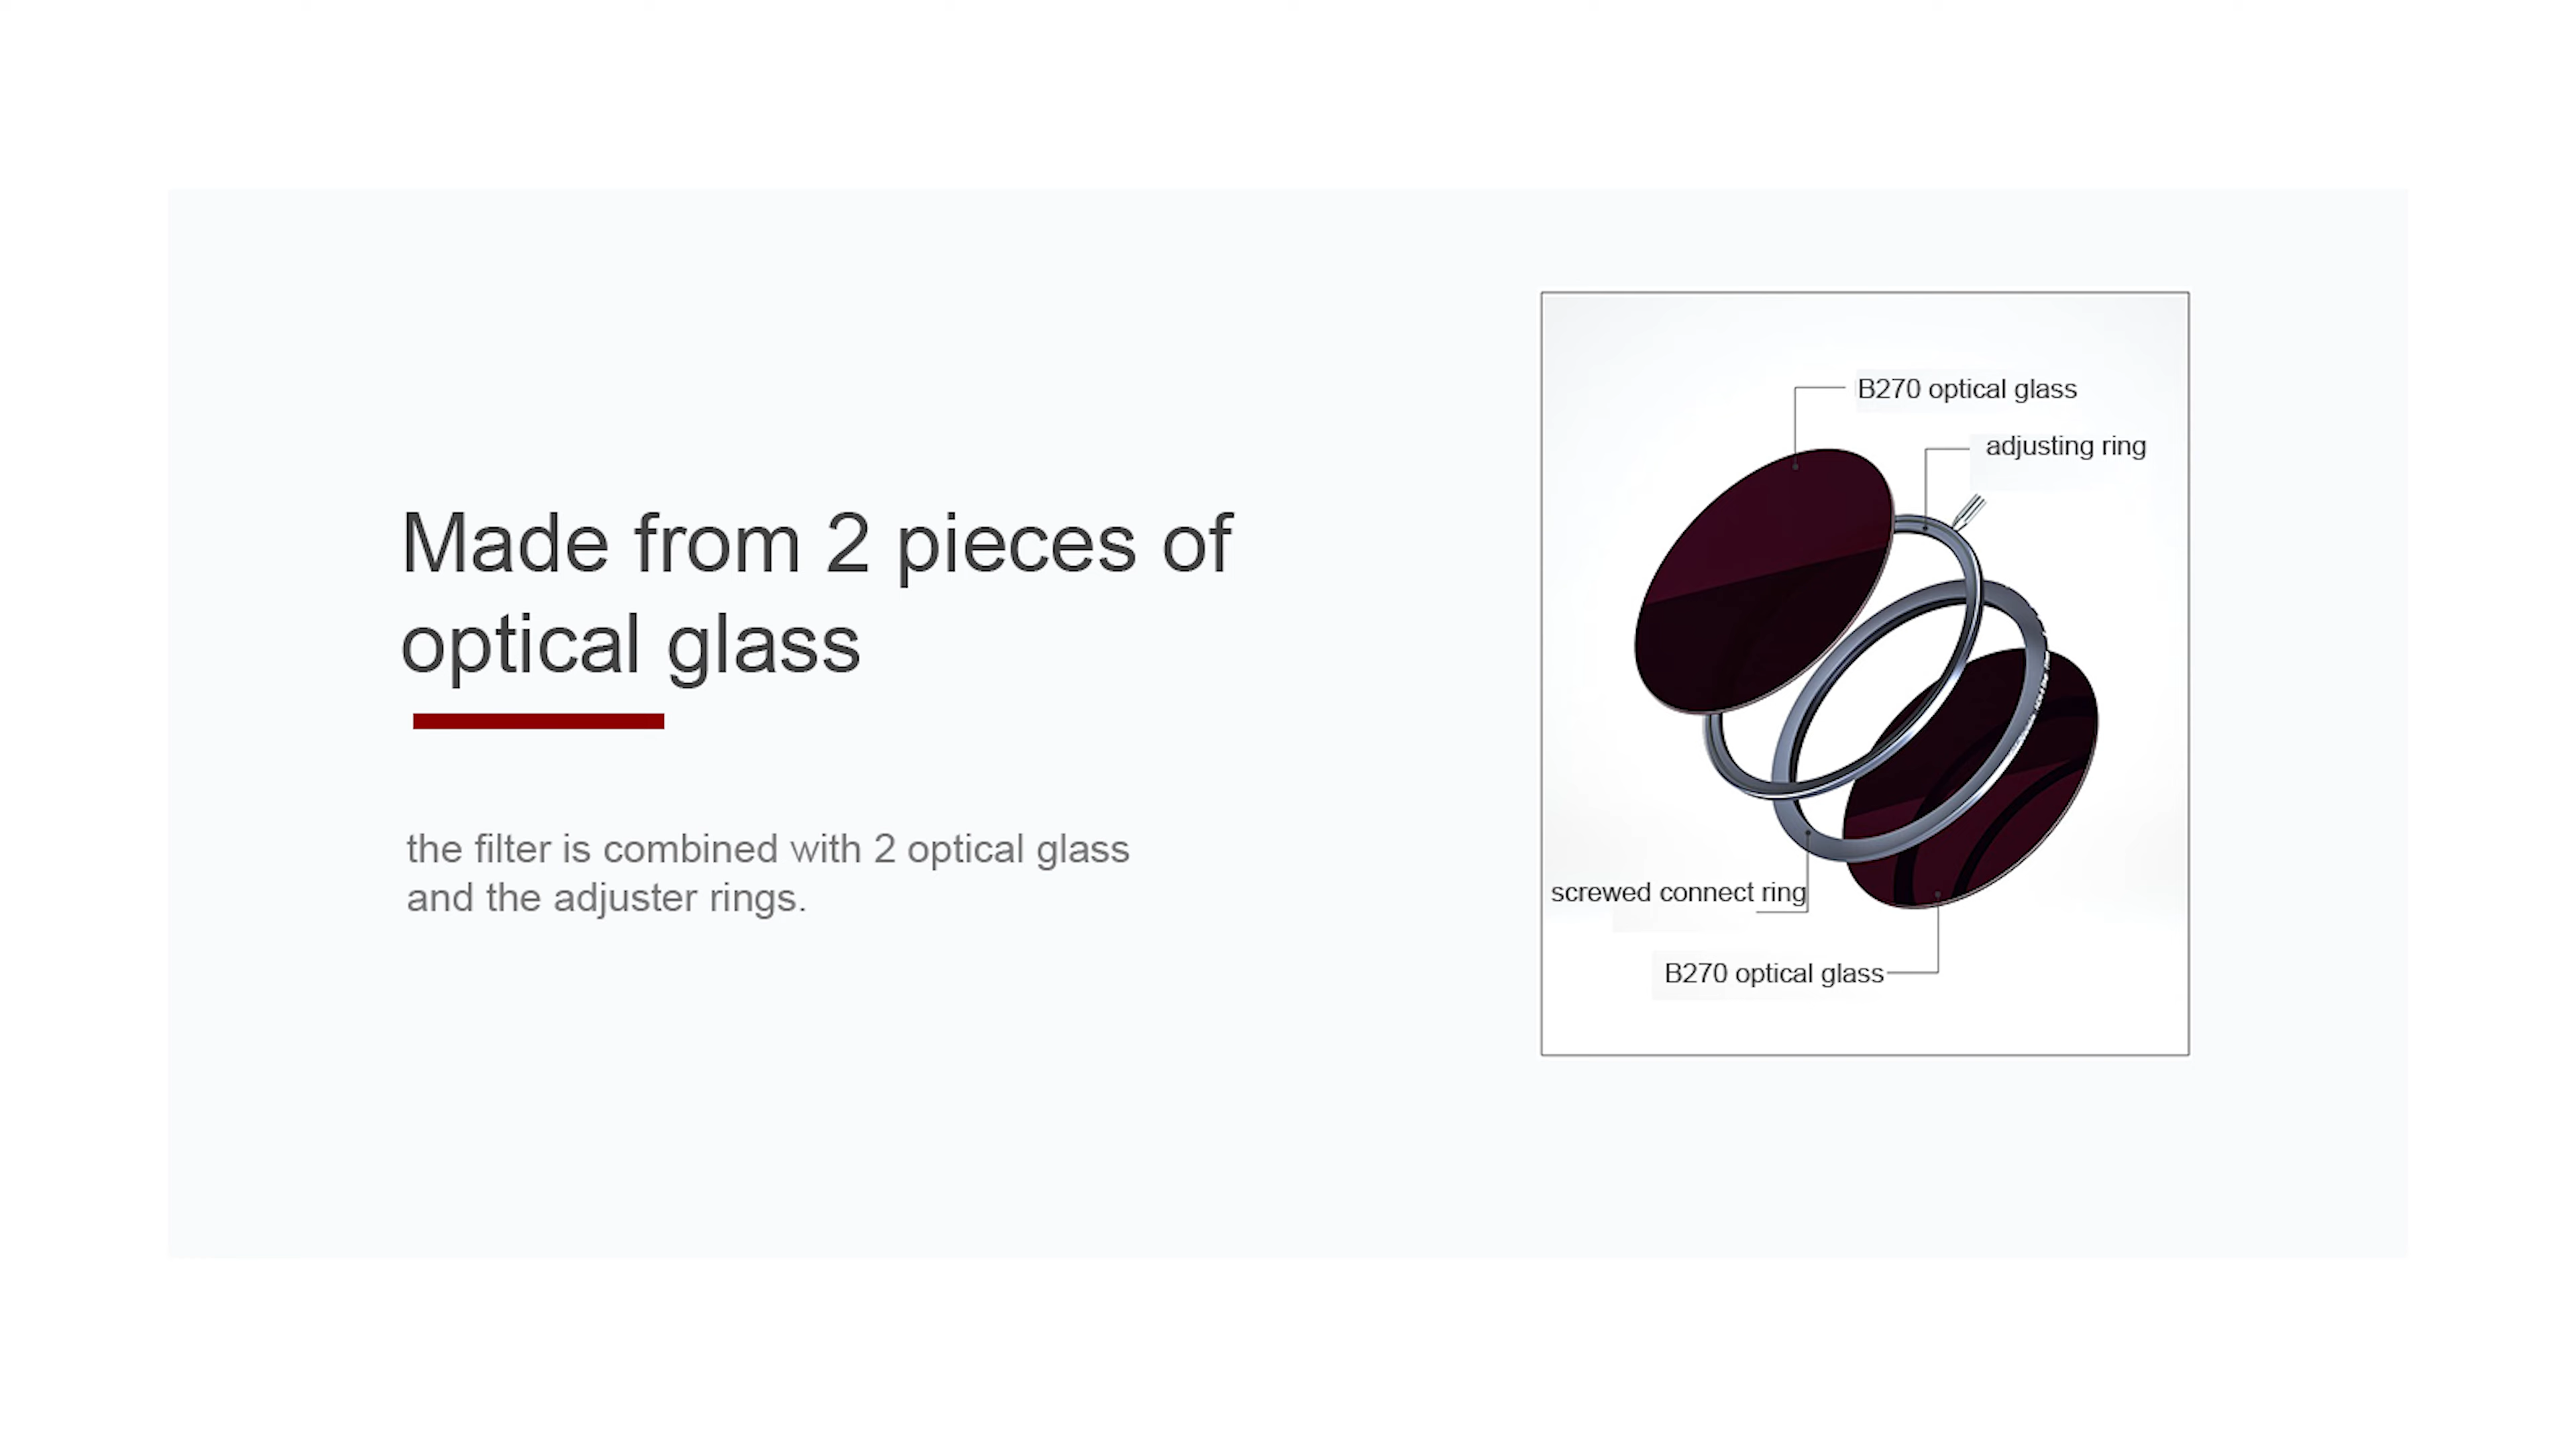 Made from 2 pieces of
optical glass
the filter is combined with 2 optical glass
and the adjuster rings.
B270 optical glass
adjusting ring
screwed connect ring
B270 optical glass